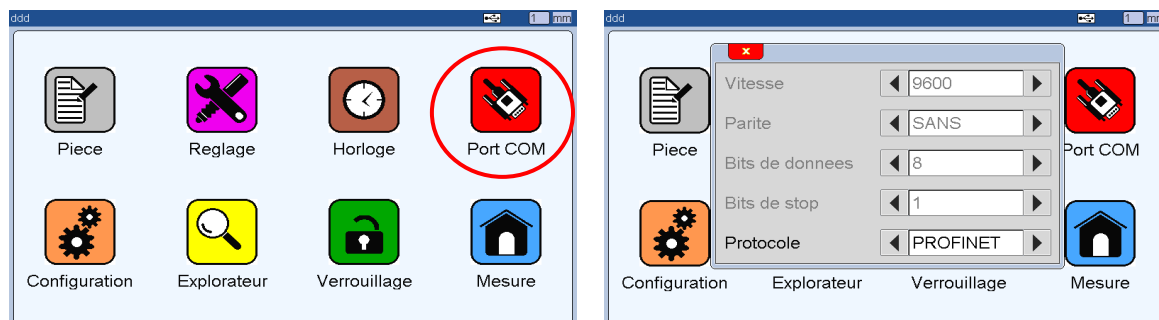 ddd 1 mm
Piece Reglage Horloge Port COM
Configuration Explorateur Verrouillage Mesure
ddd 1 mm
x
Vitesse 9600
Parite SANS
Bits de donnees 8
Bits de stop 1
Protocole PROFINET
Piece Port COM
Configuration Explorateur Verrouillage Mesure